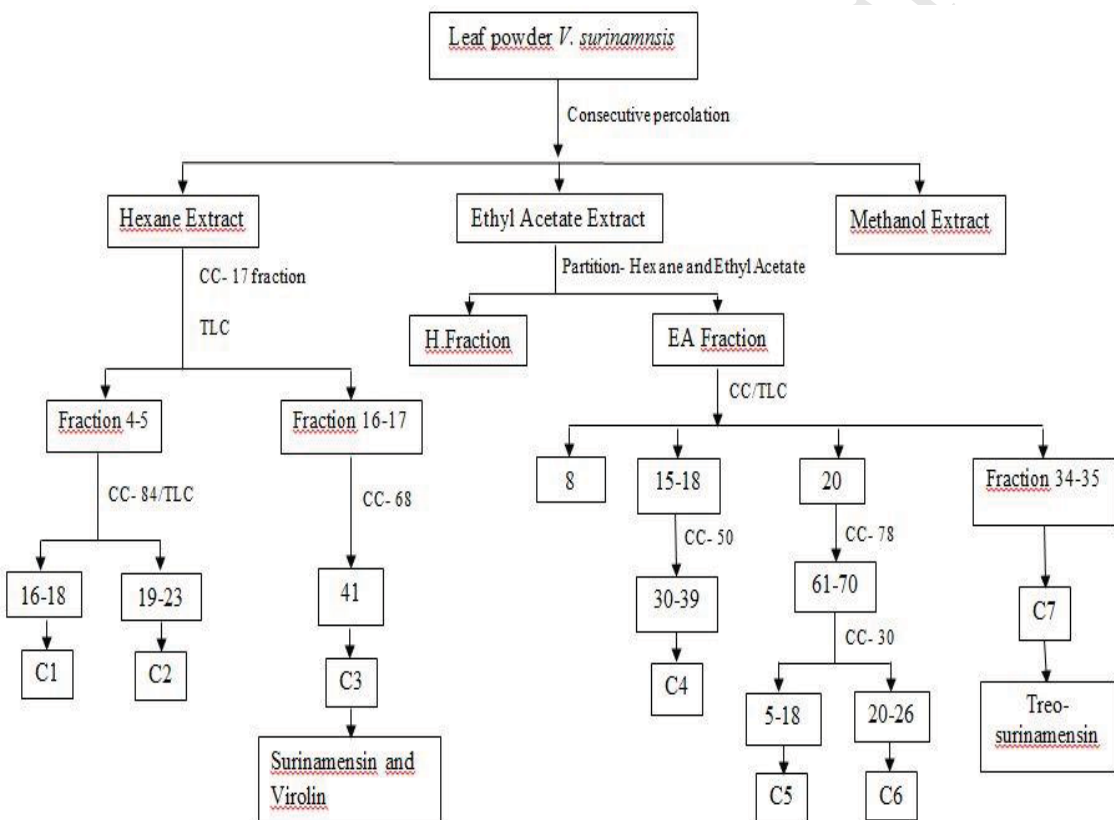 Leaf powder V. surinamnsis
Consecutive percolation
Hexane Extract
Ethyl Acetate Extract
Methanol Extract
CC- 17 fraction
TLC
Partition- Hexane and Ethyl Acetate
H.Fraction
EA Fraction
CC/TLC
Fraction 4-5
Fraction 16-17
8
15-18
20
Fraction 34-35
CC- 84/TLC
CC- 68
CC- 50
CC- 78
16-18
19-23
41
30-39
61-70
C7
CC- 30
C1
C2
C3
C4
5-18
20-26
Treo-
surinamensin
Surinamensin and
Virolin
C5
C6